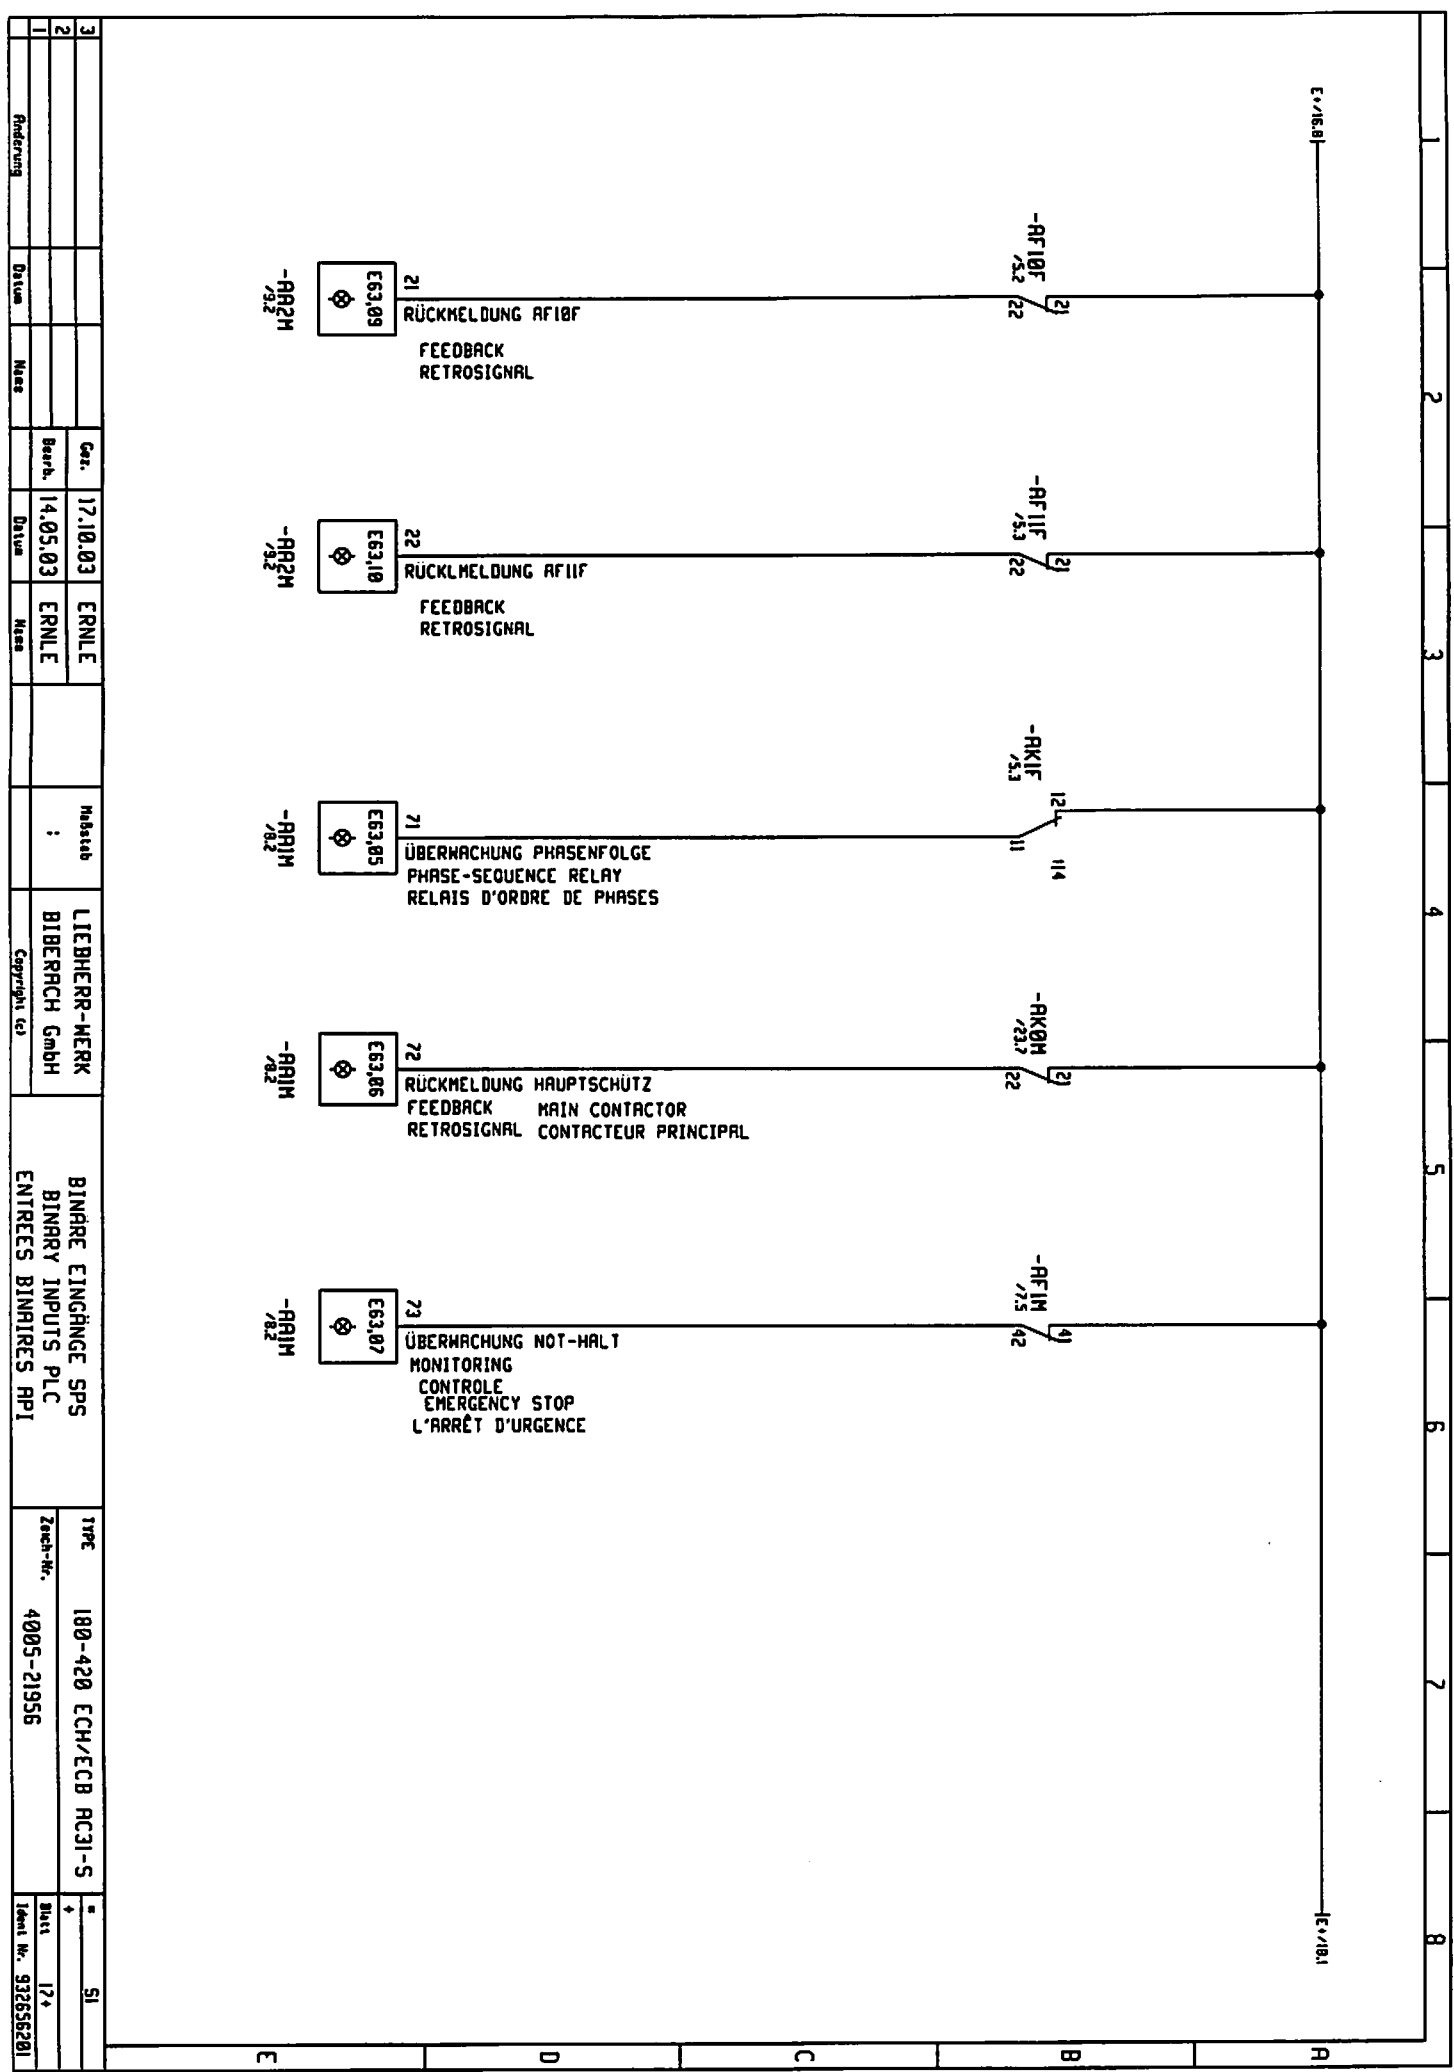 1 2 3 4 5 6 7 8
A
B
C
D
E
E+/16.8
E+/18.1
-AF10F
/5.2
21
22
-AF11F
/5.3
21
22
-AK1F
/5.3
12
14
11
-AK0M
/23.7
21
22
-AF1M
/7.5
41
42
21
RÜCKMELDUNG AF10F
FEEDBACK
RETROSIGNAL
E63,09
-AA2M
/9.2
22
RÜCKLMELDUNG AF11F
FEEDBACK
RETROSIGNAL
E63,10
-AA2M
/9.2
71
ÜBERWACHUNG PHASENFOLGE
PHASE-SEQUENCE RELAY
RELAIS D'ORDRE DE PHASES
E63,05
-AA1M
/8.2
72
RÜCKMELDUNG HAUPTSCHÜTZ
FEEDBACK MAIN CONTACTOR
RETROSIGNAL CONTACTEUR PRINCIPAL
E63,06
-AA1M
/8.2
73
ÜBERWACHUNG NOT-HALT
MONITORING
CONTROLE
EMERGENCY STOP
L'ARRÊT D'URGENCE
E63,07
-AA1M
/8.2
3
2
1
Änderung
Datum
Name
Gez. 17.10.03 ERNLE
Bearb. 14.05.03 ERNLE
Datum
Name
Maßstab
:
LIEBHERR-WERK
BIBERACH GmbH
Copyright (c)
BINÄRE EINGÄNGE SPS
BINARY INPUTS PLC
ENTREES BINAIRES API
TYPE 180-420 ECH/ECB AC31-S
Zeich-Nr. 4005-21956
= S1
+
Blatt 17+
Ident Nr. 932656201